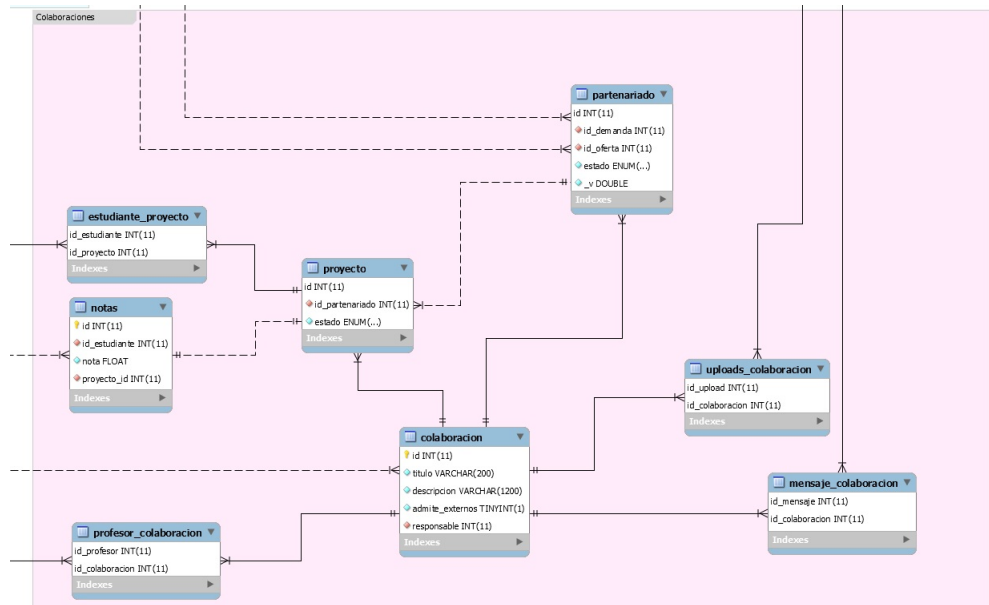 Colaboraciones
partenariado
id INT(11)
id_demanda INT(11)
id_oferta INT(11)
estado ENUM(...)
_v DOUBLE
Indexes
estudiante_proyecto
id_estudiante INT(11)
id_proyecto INT(11)
Indexes
proyecto
id INT(11)
id_partenariado INT(11)
estado ENUM(...)
Indexes
notas
id INT(11)
id_estudiante INT(11)
nota FLOAT
proyecto_id INT(11)
Indexes
uploads_colaboracion
id_upload INT(11)
id_colaboracion INT(11)
Indexes
colaboracion
id INT(11)
titulo VARCHAR(200)
descripcion VARCHAR(1200)
admite_externos TINYINT(1)
responsable INT(11)
Indexes
mensaje_colaboracion
id_mensaje INT(11)
id_colaboracion INT(11)
Indexes
profesor_colaboracion
id_profesor INT(11)
id_colaboracion INT(11)
Indexes